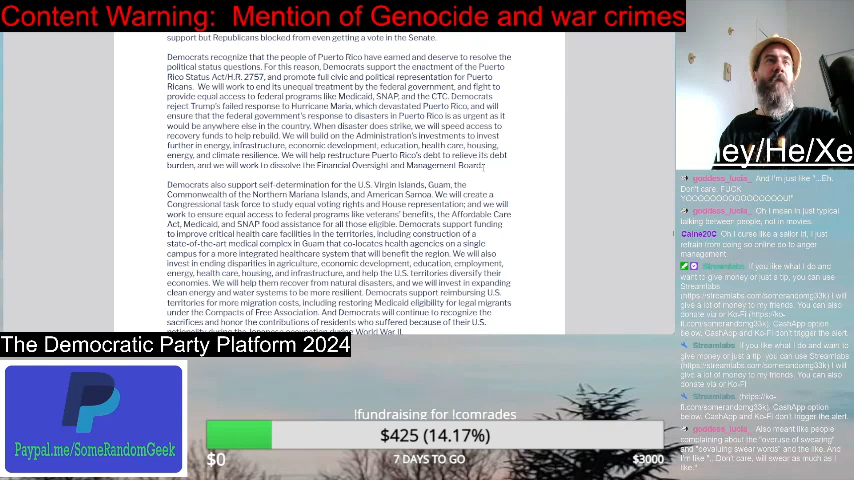 Content Warning:  Mention of Genocide and war crimes
support but Republicans blocked from even getting a vote in the Senate.
Democrats recognize that the people of Puerto Rico have earned and deserve to resolve the
political status questions. For this reason, Democrats support the enactment of the Puerto
Rico Status Act/H.R. 2757, and promote full civic and political representation for Puerto
Ricans.  We will work to end its unequal treatment by the federal government, and fight to
provide equal access to federal programs like Medicaid, SNAP, and the CTC. Democrats
reject Trump's failed response to Hurricane Maria, which devastated Puerto Rico, and will
ensure that the federal government's response to disasters in Puerto Rico is as urgent as it
would be anywhere else in the country. When disaster does strike, we will speed access to
recovery funds to help rebuild. We will build on the Administration's investments to invest
further in energy, infrastructure, economic development, education, health care, housing,
energy, and climate resilience. We will help restructure Puerto Rico's debt to relieve its debt
burden, and we will work to dissolve the Financial Oversight and Management Board.
Democrats also support self-determination for the U.S. Virgin Islands, Guam, the
Commonwealth of the Northern Mariana Islands, and American Samoa. We will create a
Congressional task force to study equal voting rights and House representation; and we will
work to ensure equal access to federal programs like veterans' benefits, the Affordable Care
Act, Medicaid, and SNAP food assistance for all those eligible. Democrats support funding
to improve critical health care facilities in the territories, including construction of a
state-of-the-art medical complex in Guam that co-locates health agencies on a single
campus for a more integrated healthcare system that will benefit veterans. We will also
invest in ending disparities in agriculture, economic development, education, employment,
energy, health care, housing, and infrastructure, and help the U.S. territories diversify their
economies. We will help them recover from natural disasters, and we will invest in expanding
clean energy and water systems to be more resilient. Democrats support reimbursing U.S.
territories for more migration costs, including restoring Medicaid eligibility for legal migrants
under the Compacts of Free Association. And Democrats will continue to recognize the
sacrifices and honor the contributions of residents who suffered because of their U.S.
nationality during the Japanese occupation during World War II.
ey/He/Xe
goddess_lucia_: And I'm just like "...Eh.
Don't care. FUCK
YOOOOOOOOOOOOOOOU!"
goddess_lucia_: Oh I mean in just typical
talking between people, not in movies.
Caine20C: Oh I curse like a sailor id, I just
refrain from doing so online do to anger
management.
Streamlabs: If you like what I do and
want to give money or just a tip, you can use
Streamlabs
(https://streamlabs.com/somerandomg33k) I
will give a lot of money to my friends. You can
also donate via or Ko-Fi (https://ko-
fi.com/somerandomg33k). CashApp option
below, CashApp and Ko-Fi don't trigger the alert.
Streamlabs: If you like what I do and want to
give money or just a tip, you can use Streamlabs
(https://streamlabs.com/somerandomg33k) I will
give a lot of money to my friends. You can also
donate via or Ko-Fi
Streamlabs: (https://ko-
fi.com/somerandomg33k). CashApp option
below, CashApp and Ko-Fi don't trigger the alert.
goddess_lucia_: Also meant like people
complaining about the "overuse of swearing"
and "devaluing swear words" and the like. And
I'm like "...Don't care, will swear as much as I
like."
The Democratic Party Platform 2024
Paypal.me/SomeRandomGeek
!fundraising for !comrades
$425 (14.17%)
$0
7 DAYS TO GO
$3000